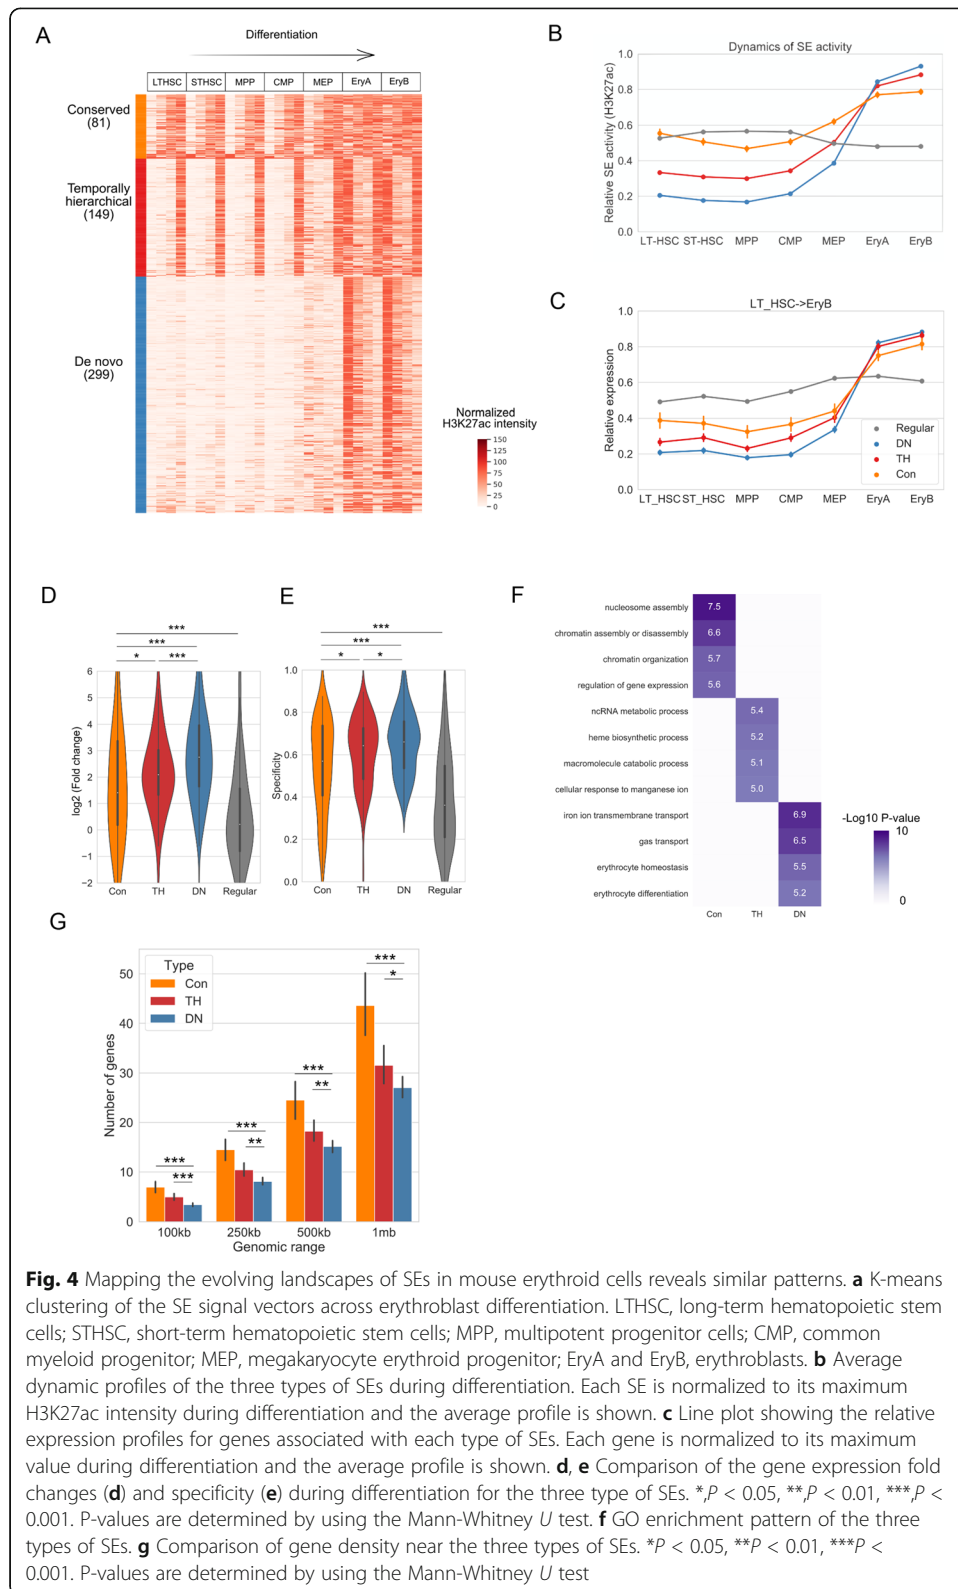 A
Differentiation
LTHSC STHSC MPP CMP MEP EryA EryB
Conserved
(81)
Temporally
hierarchical
(149)
De novo
(299)
Normalized
H3K27ac intensity
150
125
100
75
50
25
0
B
Dynamics of SE activity
Relative SE activity (H3K27ac)
1.0
0.8
0.6
0.4
0.2
0.0
LT-HSC ST-HSC MPP CMP MEP EryA EryB
C
LT_HSC->EryB
Relative expression
1.0
0.8
0.6
0.4
0.2
0.0
Regular
DN
TH
Con
LT_HSC ST_HSC MPP CMP MEP EryA EryB
D
***
***
* ***
log2 (Fold change)
6
5
4
3
2
1
0
−1
−2
Con TH DN Regular
E
***
***
* *
Specificity
1.0
0.8
0.6
0.4
0.2
0.0
Con TH DN Regular
F
nucleosome assembly 7.5
chromatin assembly or disassembly 6.6
chromatin organization 5.7
regulation of gene expression 5.6
ncRNA metabolic process 5.4
heme biosynthetic process 5.2
macromolecule catabolic process 5.1
cellular response to manganese ion 5.0
iron ion transmembrane transport 6.9
gas transport 6.5
erythrocyte homeostasis 5.5
erythrocyte differentiation 5.2
Con TH DN
-Log10 P-value
10
0
G
Type
Con
TH
DN
Number of genes
50
40
30
20
10
0
***
***
***
**
***
**
***
*
100kb 250kb 500kb 1mb
Genomic range
Fig. 4 Mapping the evolving landscapes of SEs in mouse erythroid cells reveals similar patterns. a K-means
clustering of the SE signal vectors across erythroblast differentiation. LTHSC, long-term hematopoietic stem
cells; STHSC, short-term hematopoietic stem cells; MPP, multipotent progenitor cells; CMP, common
myeloid progenitor; MEP, megakaryocyte erythroid progenitor; EryA and EryB, erythroblasts. b Average
dynamic profiles of the three types of SEs during differentiation. Each SE is normalized to its maximum
H3K27ac intensity during differentiation and the average profile is shown. c Line plot showing the relative
expression profiles for genes associated with each type of SEs. Each gene is normalized to its maximum
value during differentiation and the average profile is shown. d, e Comparison of the gene expression fold
changes (d) and specificity (e) during differentiation for the three type of SEs. *,P < 0.05, **,P < 0.01, ***,P <
0.001. P-values are determined by using the Mann-Whitney U test. f GO enrichment pattern of the three
types of SEs. g Comparison of gene density near the three types of SEs. *P < 0.05, **P < 0.01, ***P <
0.001. P-values are determined by using the Mann-Whitney U test